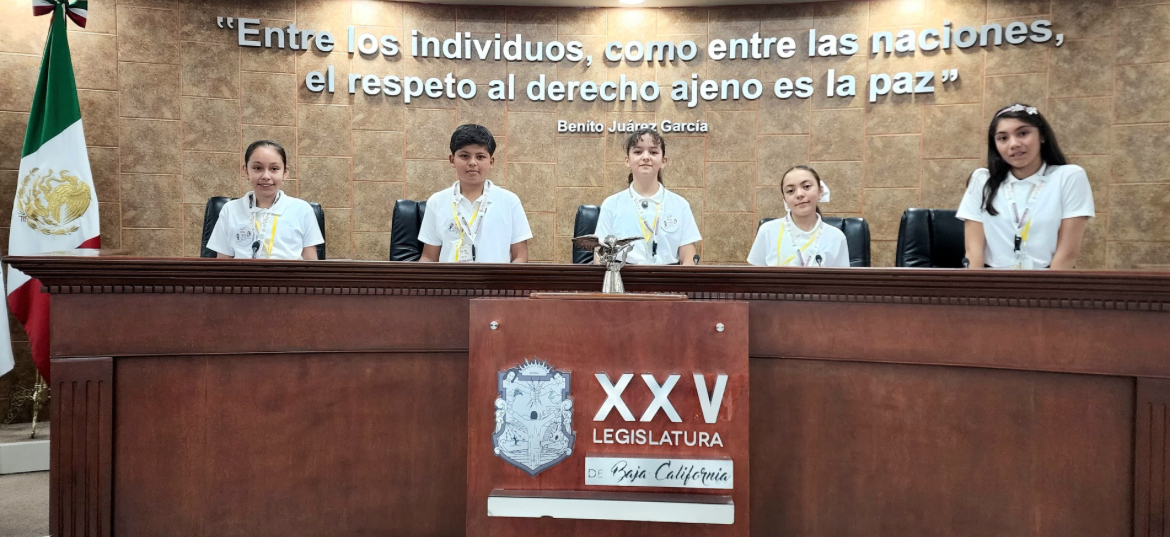 “Entre los individuos, como entre las naciones,
el respeto al derecho ajeno es la paz”
Benito Juárez García
XXV
LEGISLATURA
DE Baja California